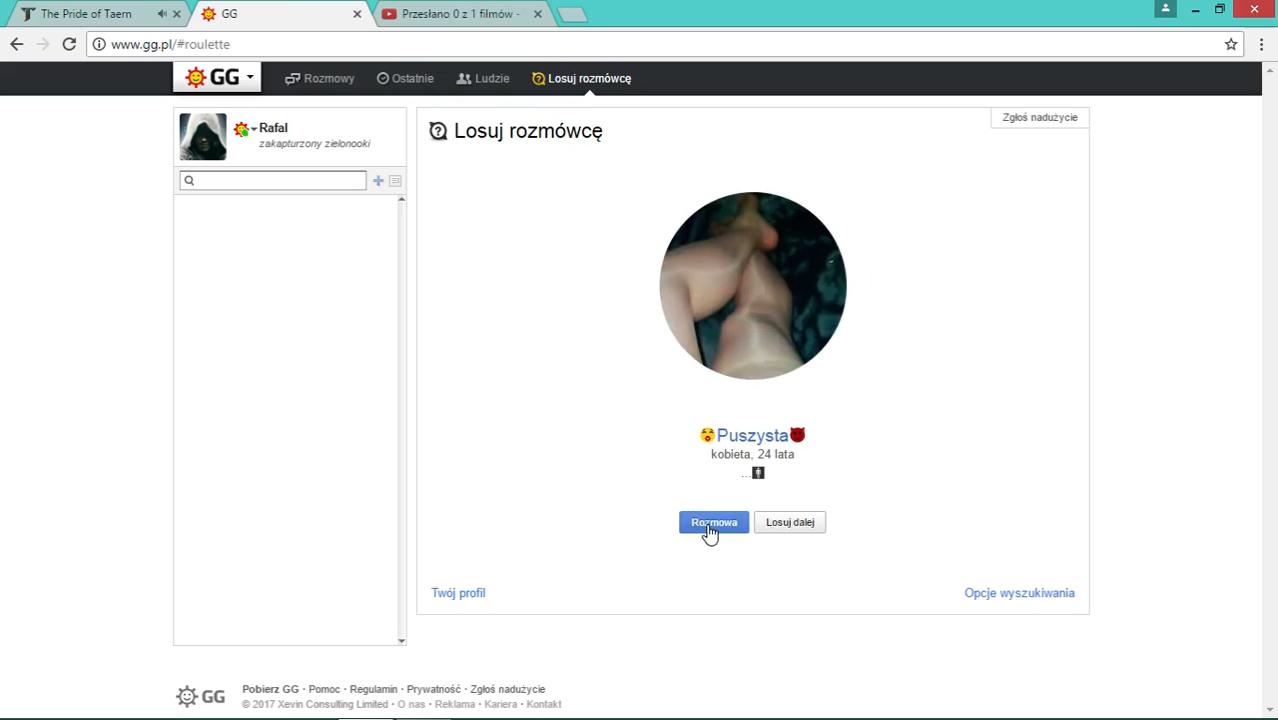 The Pride of Taern
GG
Przesłano 0 z 1 filmów -
www.gg.pl/#roulette
GG
Rozmowy
Ostatnie
Ludzie
Losuj rozmówcę
Rafal
zakapturzony zielonooki
Losuj rozmówcę
Zgłoś nadużycie
Puszysta
kobieta, 24 lata
...
Rozmowa
Losuj dalej
Twój profil
Opcje wyszukiwania
GG
Pobierz GG · Pomoc · Regulamin · Prywatność · Zgłoś nadużycie
© 2017 Xevin Consulting Limited · O nas · Reklama · Kariera · Kontakt